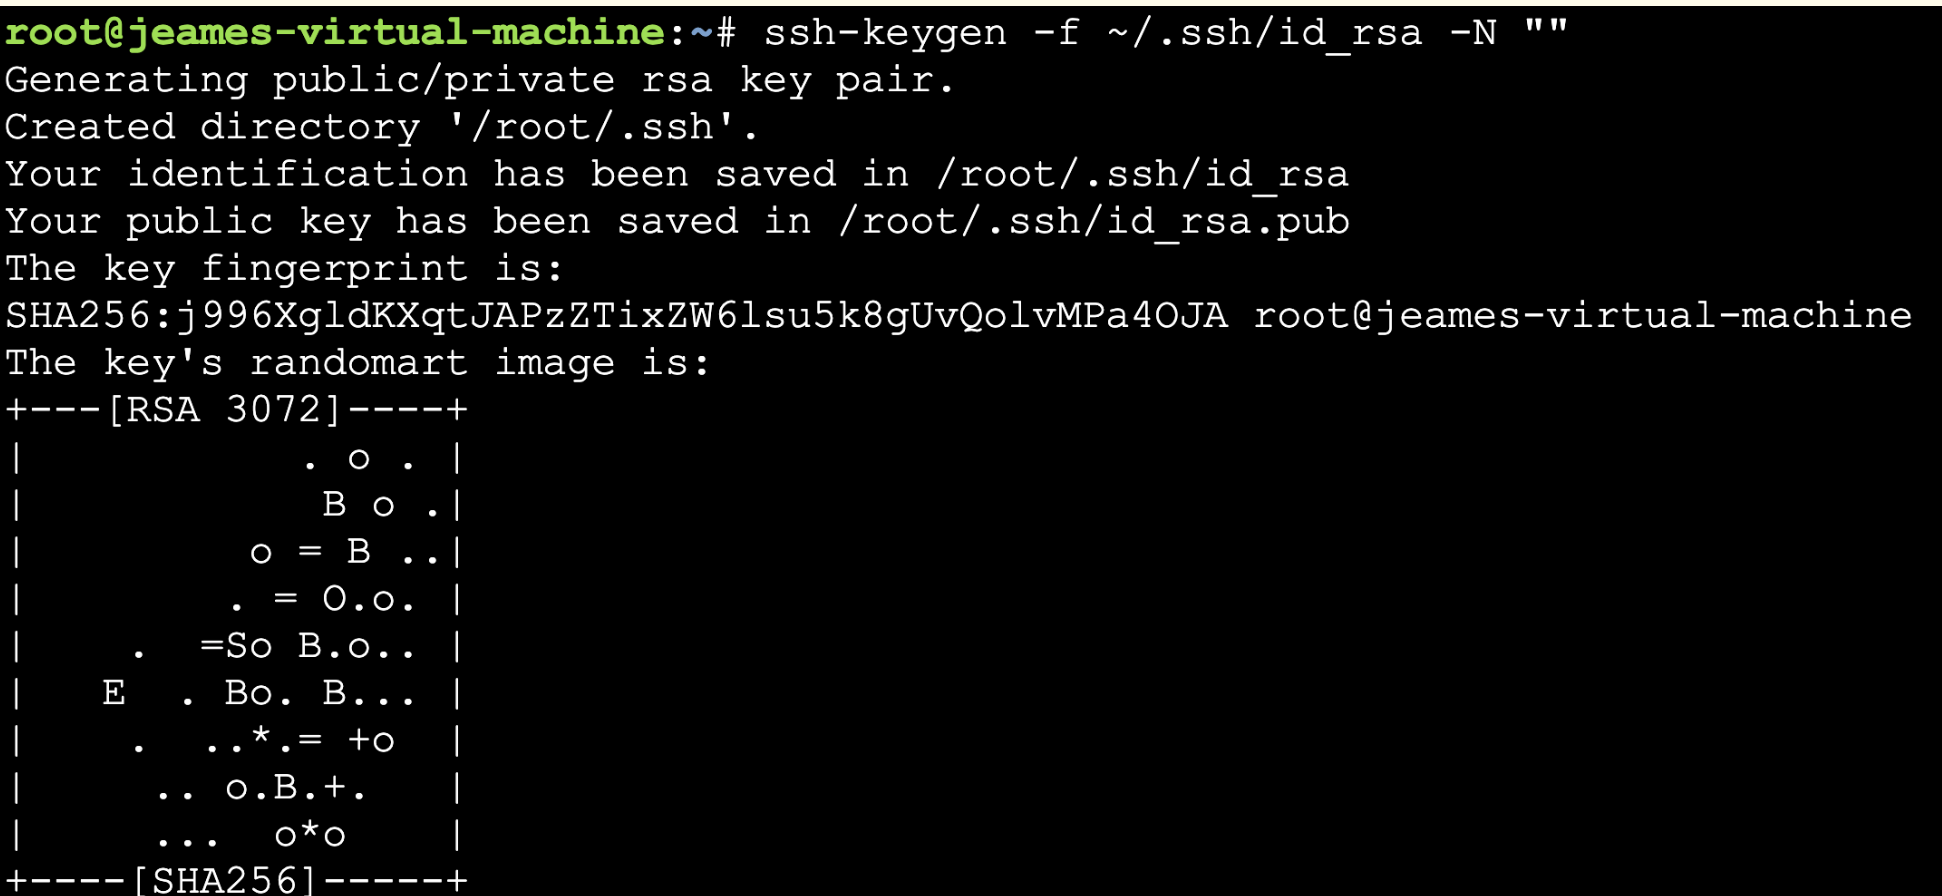 root@jeames-virtual-machine:~# ssh-keygen -f ~/.ssh/id_rsa -N ""
Generating public/private rsa key pair.
Created directory '/root/.ssh'.
Your identification has been saved in /root/.ssh/id_rsa
Your public key has been saved in /root/.ssh/id_rsa.pub
The key fingerprint is:
SHA256:j996XgldKXqtJAPzZTixZW6lsu5k8gUvQolvMPa4OJA root@jeames-virtual-machine
The key's randomart image is:
+---[RSA 3072]----+
|           . o . |
|            B o .|
|         o = B ..|
|        . = O.o. |
|    .  =So B.o.. |
|   E  . Bo. B... |
|    .  ..*.= +o  |
|     .. o.B.+.   |
|     ...  o*o    |
+----[SHA256]-----+